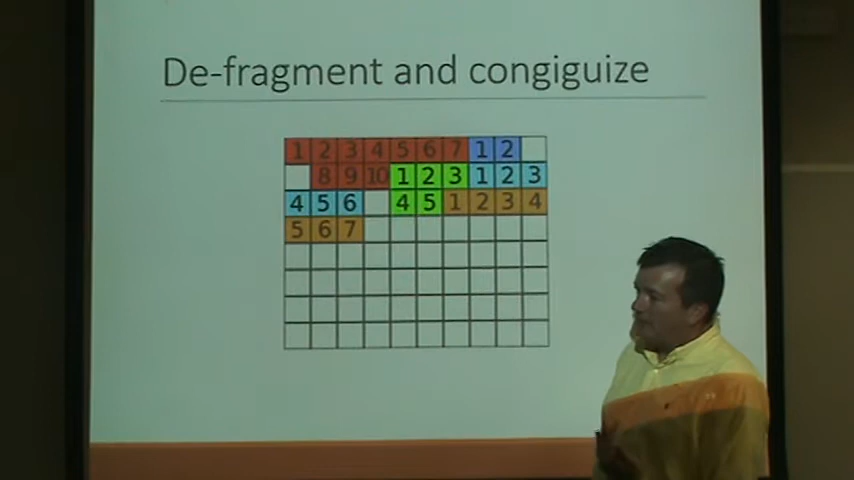 De-fragment and congiguize
1 2 3 4 5 6 7 1 2
8 9 10 1 2 3 1 2 3
4 5 6 4 5 1 2 3 4
5 6 7